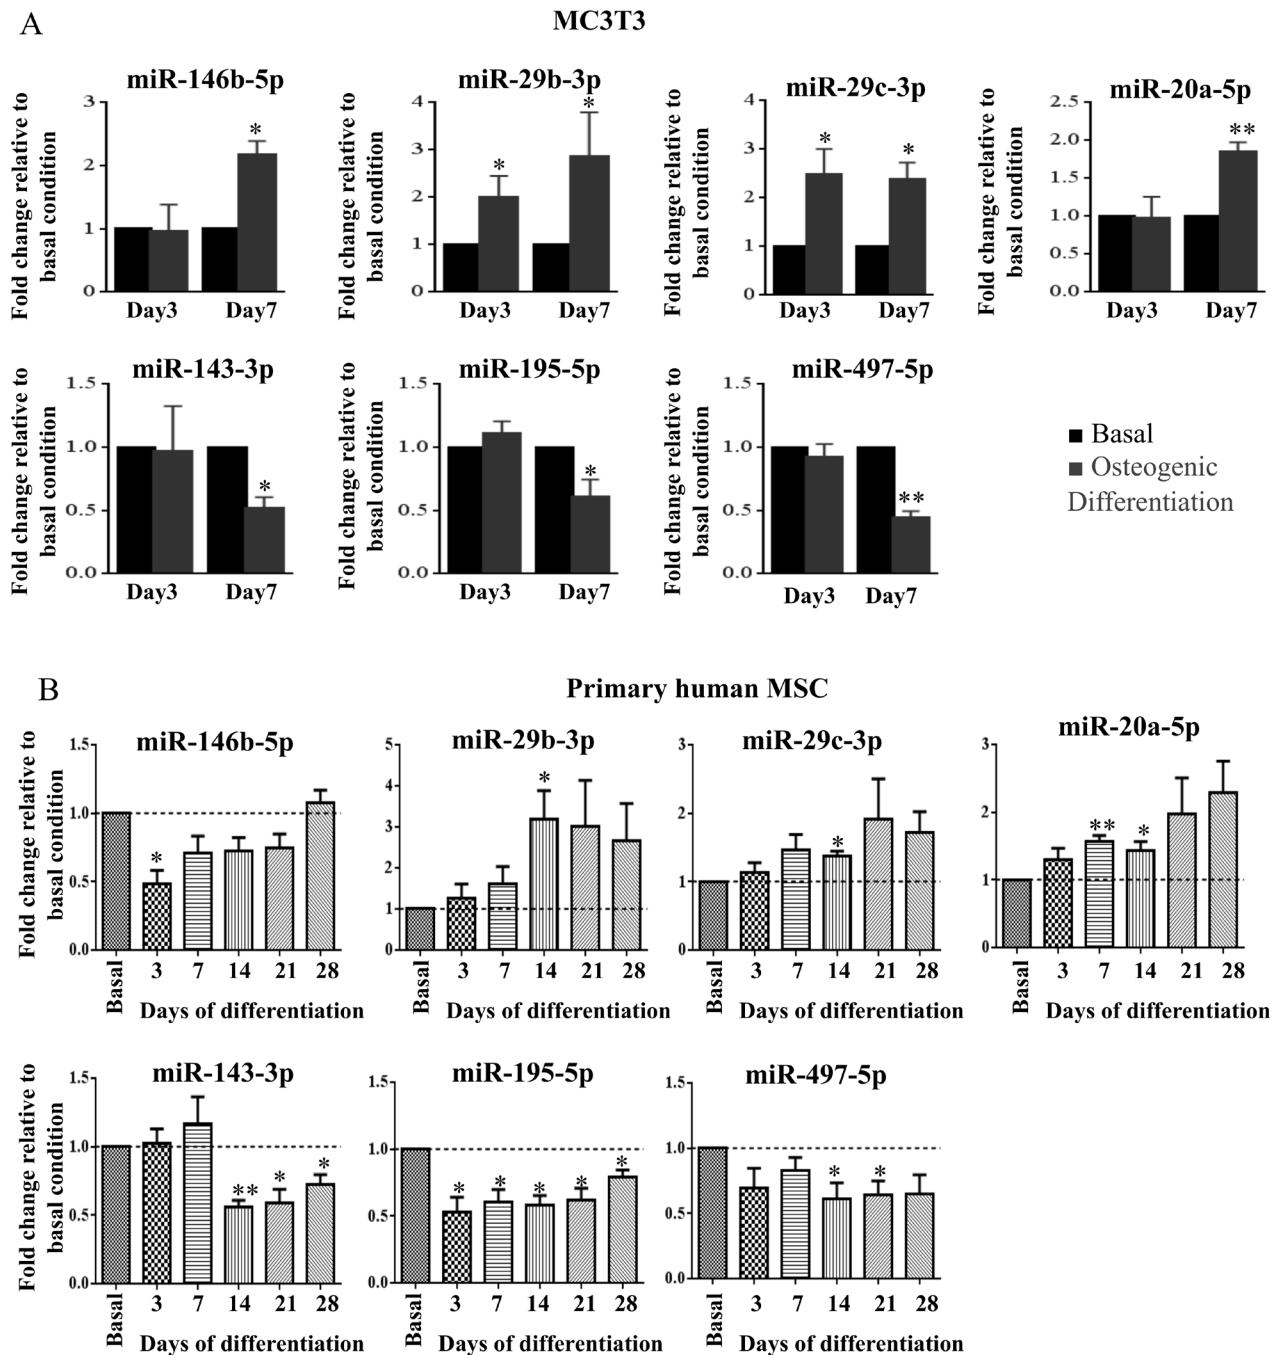 A
MC3T3
miR-146b-5p
Fold change relative to
basal condition
3
2
1
0
*
Day3
Day7
miR-29b-3p
Fold change relative to
basal condition
4
3
2
1
0
*
*
Day3
Day7
miR-29c-3p
Fold change relative to
basal condition
4
3
2
1
0
*
*
Day3
Day7
miR-20a-5p
Fold change relative to
basal condition
2.5
2.0
1.5
1.0
0.5
0.0
**
Day3
Day7
miR-143-3p
Fold change relative to
basal condition
1.5
1.0
0.5
0.0
*
Day3
Day7
miR-195-5p
Fold change relative to
basal condition
1.5
1.0
0.5
0.0
*
Day3
Day7
miR-497-5p
Fold change relative to
basal condition
1.5
1.0
0.5
0.0
**
Day3
Day7
Basal
Osteogenic
Differentiation
B
Primary human MSC
miR-146b-5p
Fold change relative to
basal condition
1.5
1.0
0.5
0.0
*
Basal
3 7 14 21 28
Days of differentiation
miR-29b-3p
5
4
3
2
1
0
*
Basal
3 7 14 21 28
Days of differentiation
miR-29c-3p
3
2
1
0
*
Basal
3 7 14 21 28
Days of differentiation
miR-20a-5p
3
2
1
0
** *
Basal
3 7 14 21 28
Days of differentiation
miR-143-3p
Fold change relative to
basal condition
1.5
1.0
0.5
0.0
** * *
Basal
3 7 14 21 28
Days of differentiation
miR-195-5p
1.5
1.0
0.5
0.0
* * * * *
Basal
3 7 14 21 28
Days of differentiation
miR-497-5p
1.5
1.0
0.5
0.0
* *
Basal
3 7 14 21 28
Days of differentiation